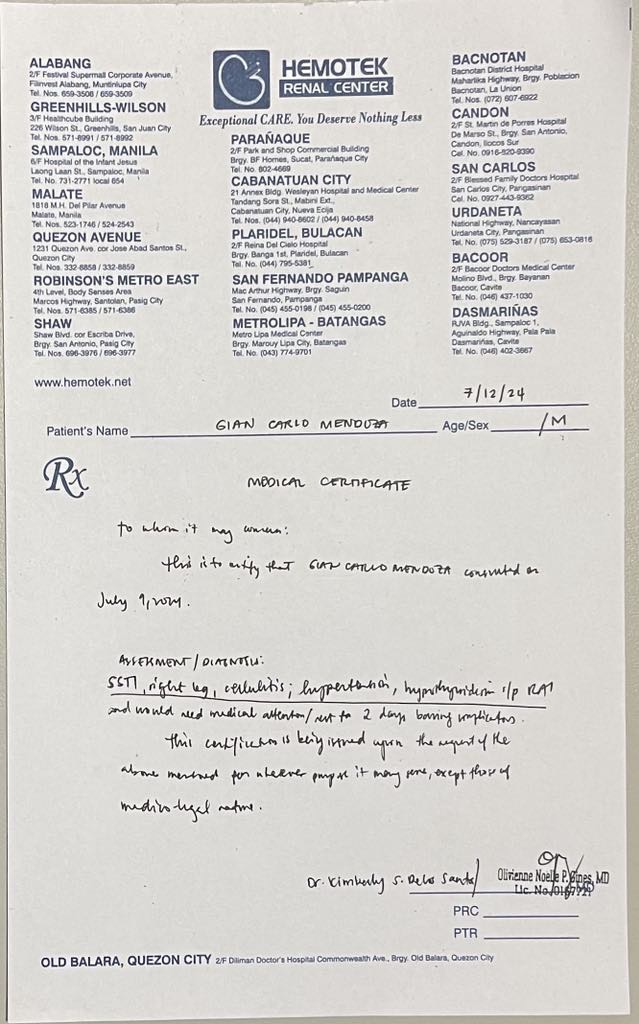 ALABANG
2/F Festival Supermall Corporate Avenue,
Filinvest Alabang, Muntinlupa City
Tel. Nos. 659-3508 / 659-3509
GREENHILLS-WILSON
3/F Healthcube Building
226 Wilson St., Greenhills, San Juan City
Tel. Nos. 571-8991 / 571-8992
SAMPALOC, MANILA
6/F Hospital of the Infant Jesus
Laong Laan St., Sampaloc, Manila
Tel. No. 731-2771 local 654
MALATE
1818 M.H. Del Pilar Avenue
Malate, Manila
Tel. Nos. 523-1746 / 524-2543
QUEZON AVENUE
1231 Quezon Ave. cor Jose Abad Santos St.,
Quezon City
Tel. Nos. 332-8858 / 332-8859
ROBINSON'S METRO EAST
4th Level, Body Senses Area
Marcos Highway, Santolan, Pasig City
Tel. Nos. 571-6385 / 571-6386
SHAW
Shaw Blvd. cor Escriba Drive,
Brgy. San Antonio, Pasig City
Tel. Nos. 696-3976 / 696-3977
www.hemotek.net
HEMOTEK
RENAL CENTER
Exceptional CARE. You Deserve Nothing Less
PARAÑAQUE
2/F Park and Shop Commercial Building
Brgy. BF Homes, Sucat, Parañaque City
Tel. No. 802-4669
CABANATUAN CITY
21 Annex Bldg. Wesleyan Hospital and Medical Center
Tandang Sora St., Mabini Ext.,
Cabanatuan City, Nueva Ecija
Tel. Nos. (044) 940-8602 / (044) 940-8458
PLARIDEL, BULACAN
2/F Reina Del Cielo Hospital
Brgy. Banga 1st, Plaridel, Bulacan
Tel. No. (044) 795-5381
SAN FERNANDO PAMPANGA
Mac Arthur Highway, Brgy. Saguin
San Fernando, Pampanga
Tel. No. (045) 455-0198 / (045) 455-0200
METROLIPA - BATANGAS
Metro Lipa Medical Center
Brgy. Marouy Lipa City, Batangas
Tel. No. (043) 774-9701
BACNOTAN
Bacnotan District Hospital
Maharlika Highway, Brgy. Poblacion
Bacnotan, La Union
Tel. Nos. (072) 607-6922
CANDON
2/F St. Martin de Porres Hospital
De Marso St., Brgy. San Antonio,
Candon, Ilocos Sur
Cel. No. 0916-820-9390
SAN CARLOS
2/F Blessed Family Doctors Hospital
San Carlos City, Pangasinan
Cel. No. 0927-443-9362
URDANETA
National Highway, Nancayasan
Urdaneta City, Pangasinan
Tel. No. (075) 529-3187 / (075) 653-0816
BACOOR
2/F Bacoor Doctors Medical Center
Molino Blvd., Brgy. Bayanan
Bacoor, Cavite
Tel. No. (046) 437-1030
DASMARIÑAS
RJVA Bldg., Sampaloc 1,
Aguinaldo Highway, Pala Pala
Dasmariñas, Cavite
Tel. No. (046) 402-3667
Date 7/12/24
Patient's Name GIAN CARLO MENDOZA Age/Sex /M
Rx
MEDICAL CERTIFICATE
To whom it may concern:
This is to certify that GIAN CARLO MENDOZA consulted on
July 9, 2024.
ASSESSMENT / DIAGNOSIS:
SSTI, right leg, cellulitis; hypertension, hypothyroidism s/p RAI
and would need medical attention/rest for 2 days barring complications.
This certification is being issued upon the request of the
above mentioned for whatever purpose it may serve, except those of
medico-legal nature.
Dr. Kimberly S. Delos Santos/ Olivienne Noelle P. Gines, MD
Lic. No.
PRC
PTR
OLD BALARA, QUEZON CITY 2/F Diliman Doctor's Hospital Commonwealth Ave., Brgy. Old Balara, Quezon City